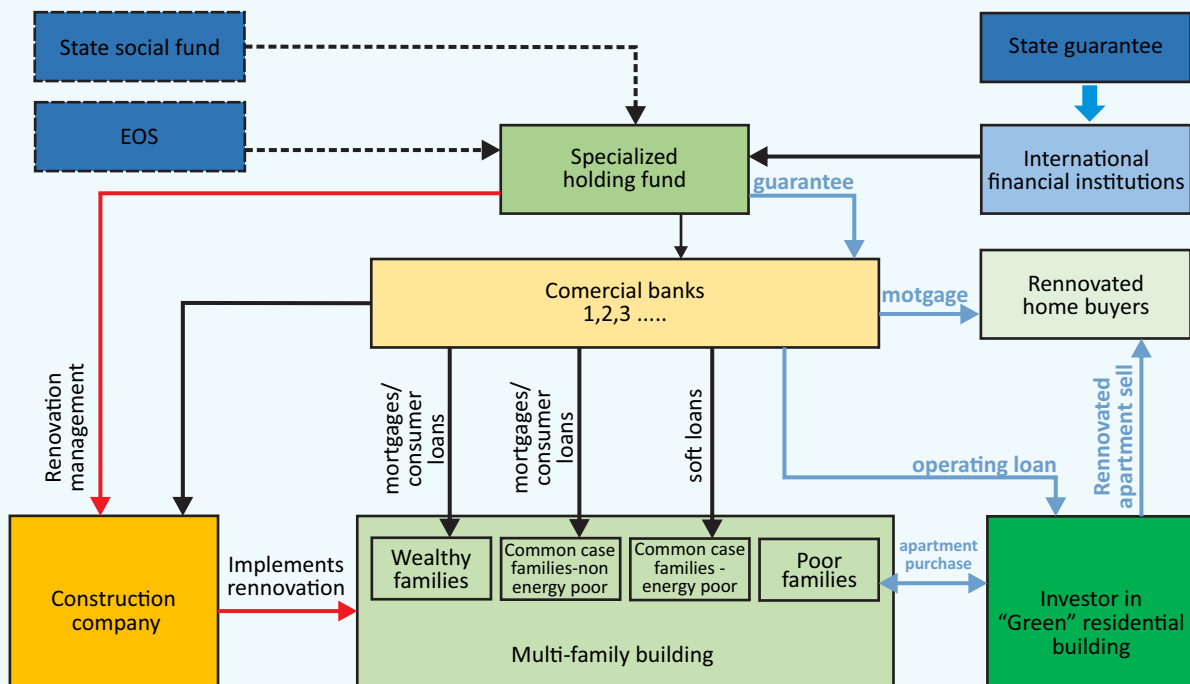 State social fund
State guarantee
EOS
Specialized
holding fund
International
financial institutions
guarantee
Comercial banks
1,2,3 .....
motgage
Rennovated
home buyers
Renovation
management
mortgages/
consumer
loans
mortgages/
consumer
loans
soft loans
operating loan
Rennovated
apartment sell
Construction
company
Implements
rennovation
Wealthy
families
Common case
families-non
energy poor
Common case
families -
energy poor
Poor
families
Multi-family building
apartment
purchase
Investor in
“Green” residential
building